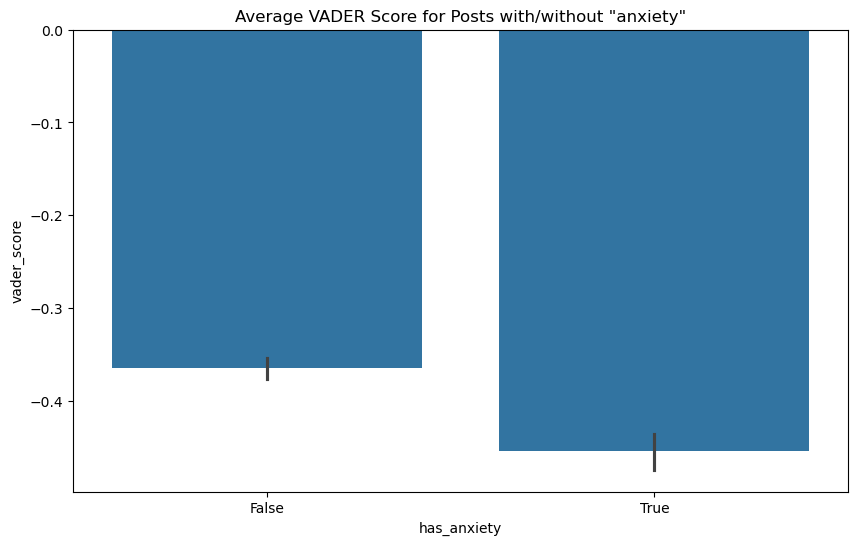 Average VADER Score for Posts with/without "anxiety"
0.0
−0.1
−0.2
−0.3
−0.4
vader_score
False
True
has_anxiety